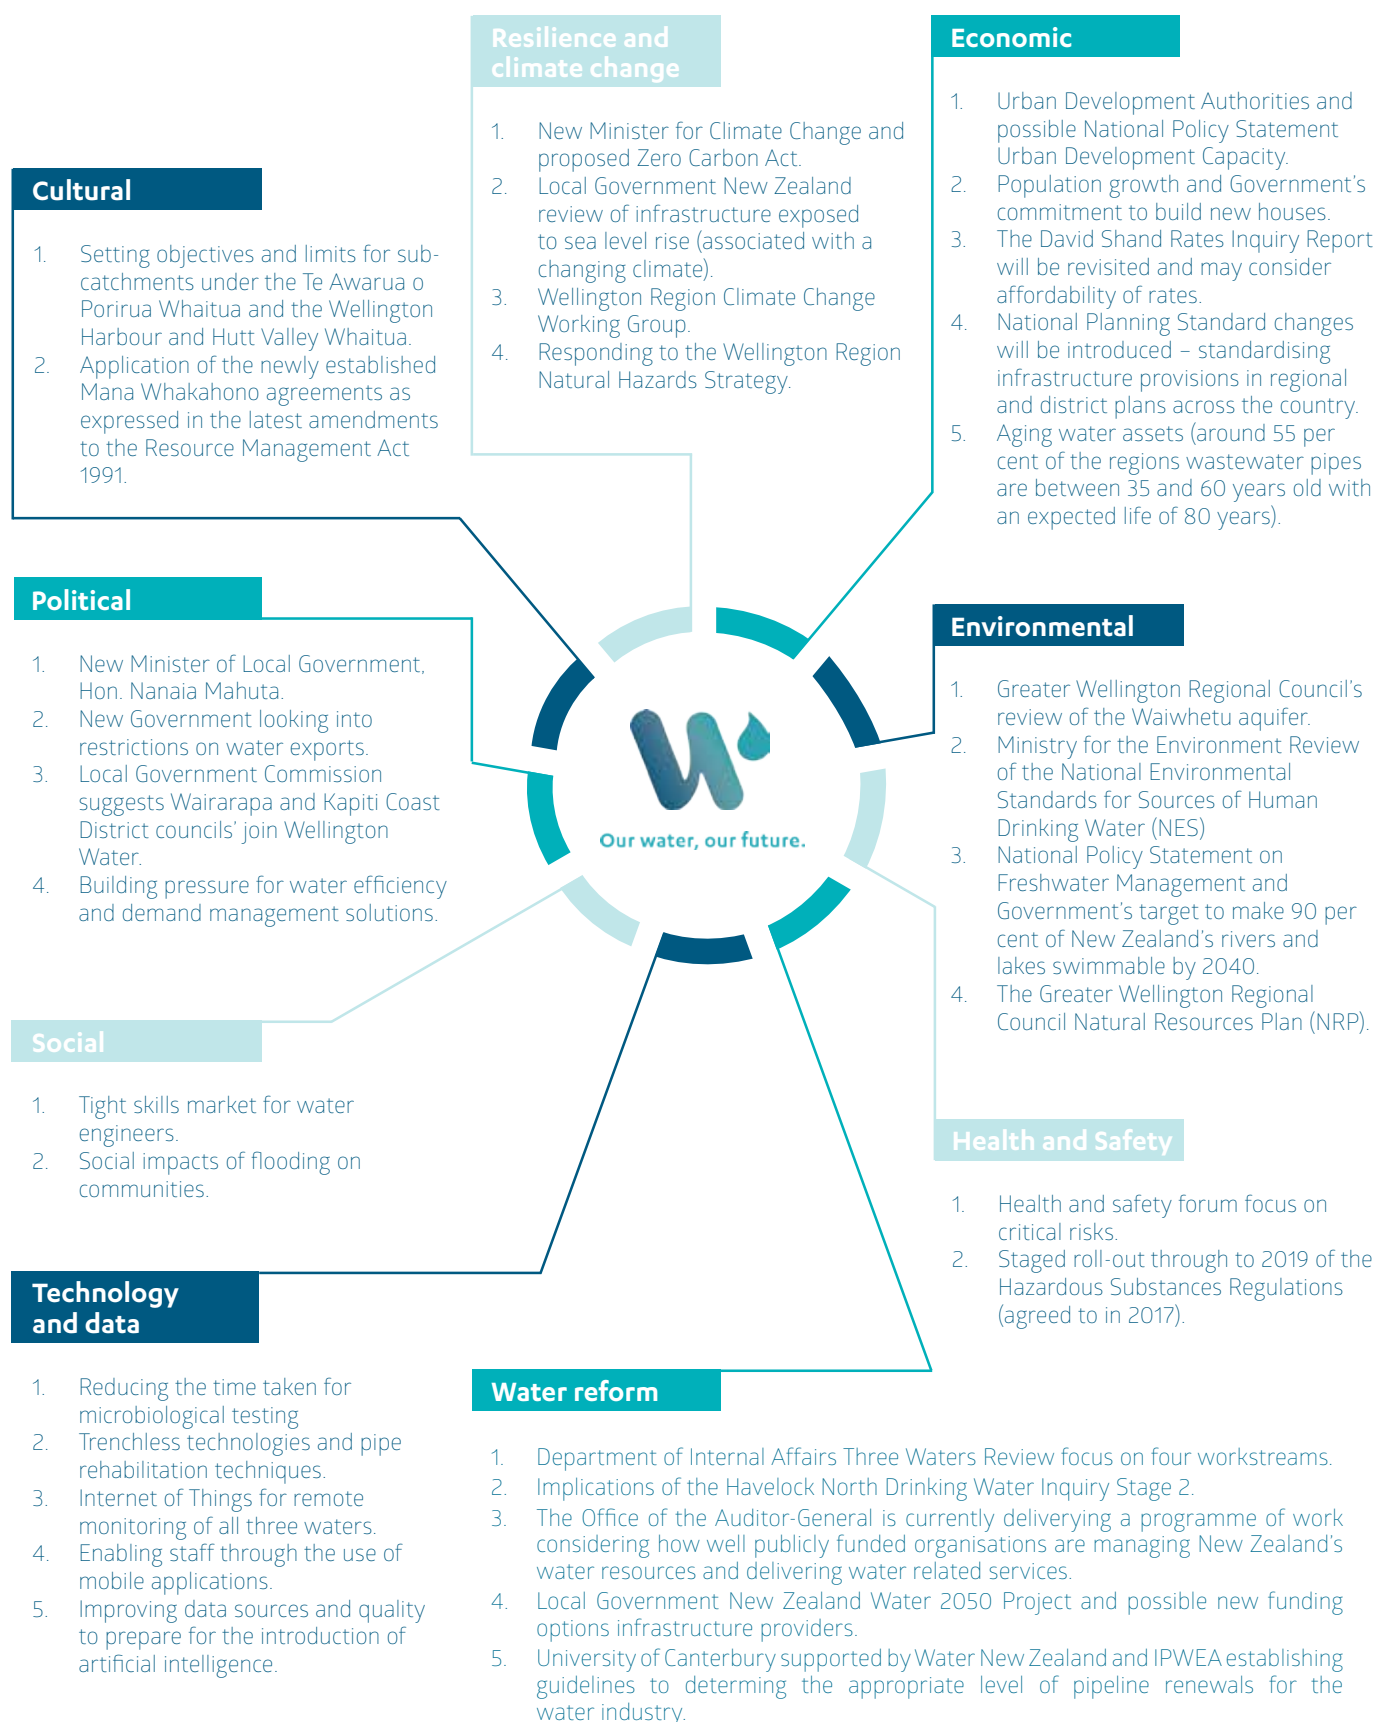 Resilience and
climate change
1. New Minister for Climate Change and
proposed Zero Carbon Act.
2. Local Government New Zealand
review of infrastructure exposed
to sea level rise (associated with a
changing climate).
3. Wellington Region Climate Change
Working Group.
4. Responding to the Wellington Region
Natural Hazards Strategy.
Economic
1. Urban Development Authorities and
possible National Policy Statement
Urban Development Capacity.
2. Population growth and Government's
commitment to build new houses.
3. The David Shand Rates Inquiry Report
will be revisited and may consider
affordability of rates.
4. National Planning Standard changes
will be introduced – standardising
infrastructure provisions in regional
and district plans across the country.
5. Aging water assets (around 55 per
cent of the regions wastewater pipes
are between 35 and 60 years old with
an expected life of 80 years).
Cultural
1. Setting objectives and limits for sub-
catchments under the Te Awarua o
Porirua Whaitua and the Wellington
Harbour and Hutt Valley Whaitua.
2. Application of the newly established
Mana Whakahono agreements as
expressed in the latest amendments
to the Resource Management Act
1991.
Political
1. New Minister of Local Government,
Hon. Nanaia Mahuta.
2. New Government looking into
restrictions on water exports.
3. Local Government Commission
suggests Wairarapa and Kapiti Coast
District councils' join Wellington
Water.
4. Building pressure for water efficiency
and demand management solutions.
Our water, our future.
Environmental
1. Greater Wellington Regional Council's
review of the Waiwhetu aquifer.
2. Ministry for the Environment Review
of the National Environmental
Standards for Sources of Human
Drinking Water (NES)
3. National Policy Statement on
Freshwater Management and
Government's target to make 90 per
cent of New Zealand's rivers and
lakes swimmable by 2040.
4. The Greater Wellington Regional
Council Natural Resources Plan (NRP).
Social
1. Tight skills market for water
engineers.
2. Social impacts of flooding on
communities.
Health and Safety
1. Health and safety forum focus on
critical risks.
2. Staged roll-out through to 2019 of the
Hazardous Substances Regulations
(agreed to in 2017).
Technology
and data
1. Reducing the time taken for
microbiological testing
2. Trenchless technologies and pipe
rehabilitation techniques.
3. Internet of Things for remote
monitoring of all three waters.
4. Enabling staff through the use of
mobile applications.
5. Improving data sources and quality
to prepare for the introduction of
artificial intelligence.
Water reform
1. Department of Internal Affairs Three Waters Review focus on four workstreams.
2. Implications of the Havelock North Drinking Water Inquiry Stage 2.
3. The Office of the Auditor-General is currently deliverying a programme of work
considering how well publicly funded organisations are managing New Zealand's
water resources and delivering water related services.
4. Local Government New Zealand Water 2050 Project and possible new funding
options infrastructure providers.
5. University of Canterbury supported by Water New Zealand and IPWEA establishing
guidelines to determing the appropriate level of pipeline renewals for the
water industry.